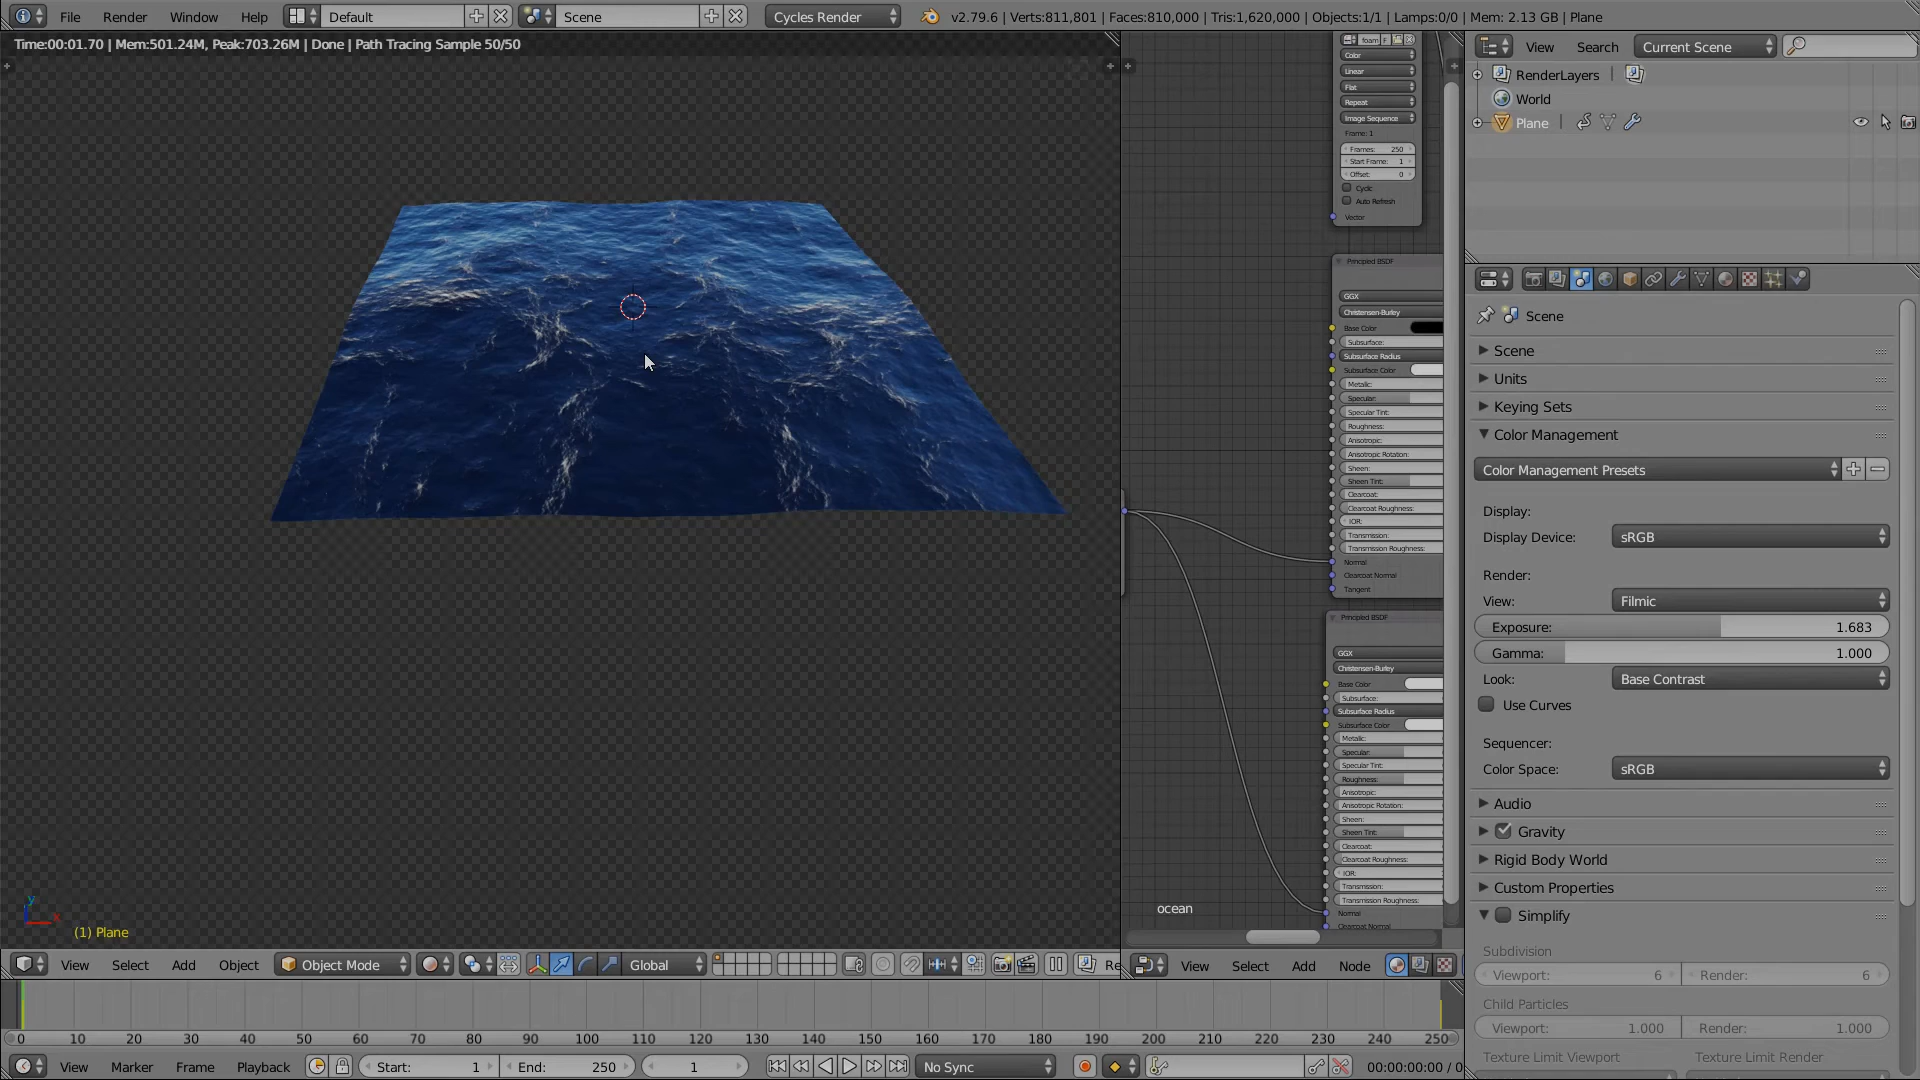 File Render Window Help Default Scene Cycles Render v2.79.6 | Verts:811,801 | Faces:810,000 | Tris:1,620,000 | Objects:1/1 | Lamps:0/0 | Mem: 2.13 GB | Plane
Time:00:01.70 | Mem:501.24M, Peak:703.26M | Done | Path Tracing Sample 50/50
(1) Plane
View Select Add Object Object Mode Global Re
foam F
Color
Linear
Flat
Repeat
Image Sequence
Frame: 1
Frames: 250
Start Frame: 1
Offset: 0
Cyclic
Auto Refresh
Vector
Principled BSDF
GGX
Christensen-Burley
Base Color
Subsurface:
Subsurface Radius
Subsurface Color
Metallic:
Specular:
Specular Tint:
Roughness:
Anisotropic:
Anisotropic Rotation:
Sheen:
Sheen Tint:
Clearcoat:
Clearcoat Roughness:
IOR:
Transmission:
Transmission Roughness:
Normal
Clearcoat Normal
Tangent
Principled BSDF
GGX
Christensen-Burley
Base Color
Subsurface:
Subsurface Radius
Subsurface Color
Metallic:
Specular:
Specular Tint:
Roughness:
Anisotropic:
Anisotropic Rotation:
Sheen:
Sheen Tint:
Clearcoat:
Clearcoat Roughness:
IOR:
Transmission:
Transmission Roughness:
Normal
Clearcoat Normal
ocean
View Select Add Node
View Search Current Scene
RenderLayers |
World
Plane |
Scene
Scene
Units
Keying Sets
Color Management
Color Management Presets
Display:
Display Device: sRGB
Render:
View: Filmic
Exposure: 1.683
Gamma: 1.000
Look: Base Contrast
Use Curves
Sequencer:
Color Space: sRGB
Audio
Gravity
Rigid Body World
Custom Properties
Simplify
Subdivision
Viewport: 6 Render: 6
Child Particles
Viewport: 1.000 Render: 1.000
Texture Limit Viewport Texture Limit Render
0 10 20 30 40 50 60 70 80 90 100 110 120 130 140 150 160 170 180 190 200 210 220 230 240 250
View Marker Frame Playback Start: 1 End: 250 1 No Sync 00:00:00:00 / 0
y
x